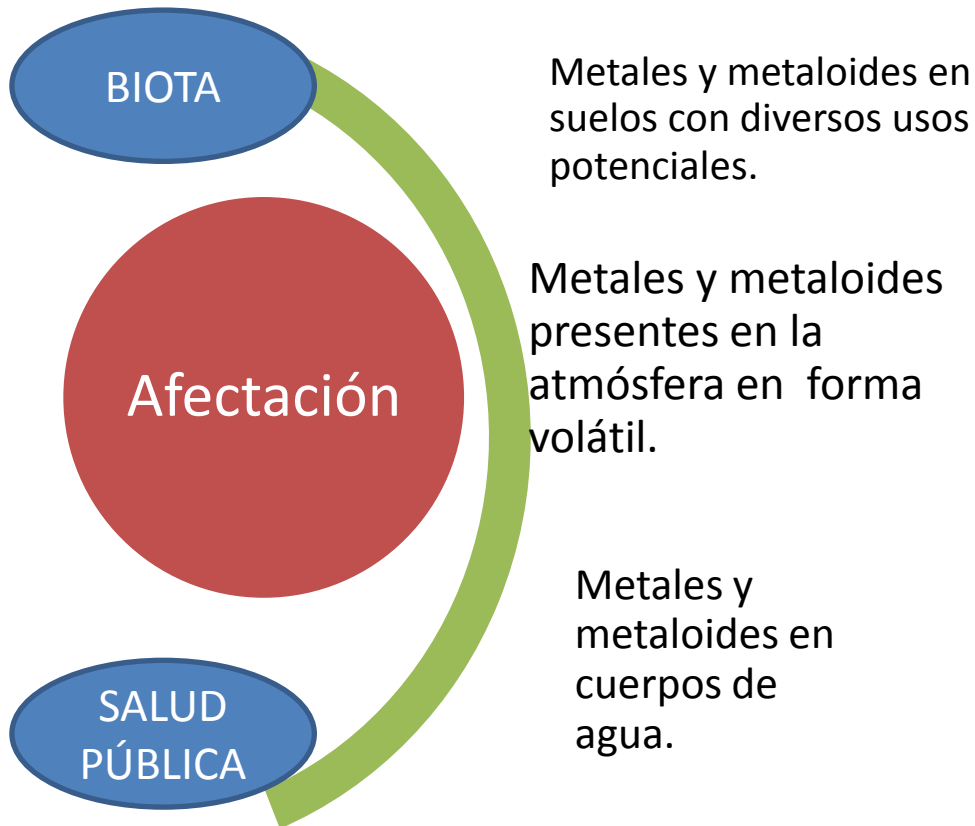 BIOTA
Metales y metaloides en
suelos con diversos usos
potenciales.
Afectación
Metales y metaloides
presentes en la
atmósfera en forma
volátil.
Metales y
metaloides en
cuerpos de
agua.
SALUD
PÚBLICA